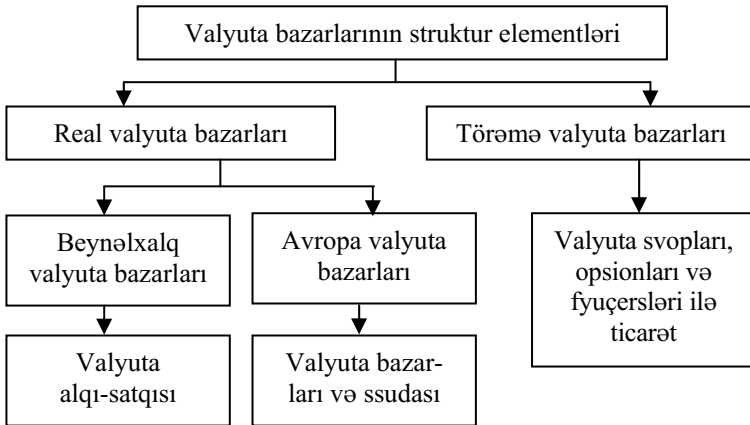 Valyuta bazarlarının struktur elementləri
Real valyuta bazarları
Törəmə valyuta bazarları
Beynəlxalq
valyuta bazarları
Avropa valyuta
bazarları
Valyuta svopları,
opsionları və
fyuçersləri ilə
ticarət
Valyuta
alqı-satqısı
Valyuta bazar-
ları və ssudası